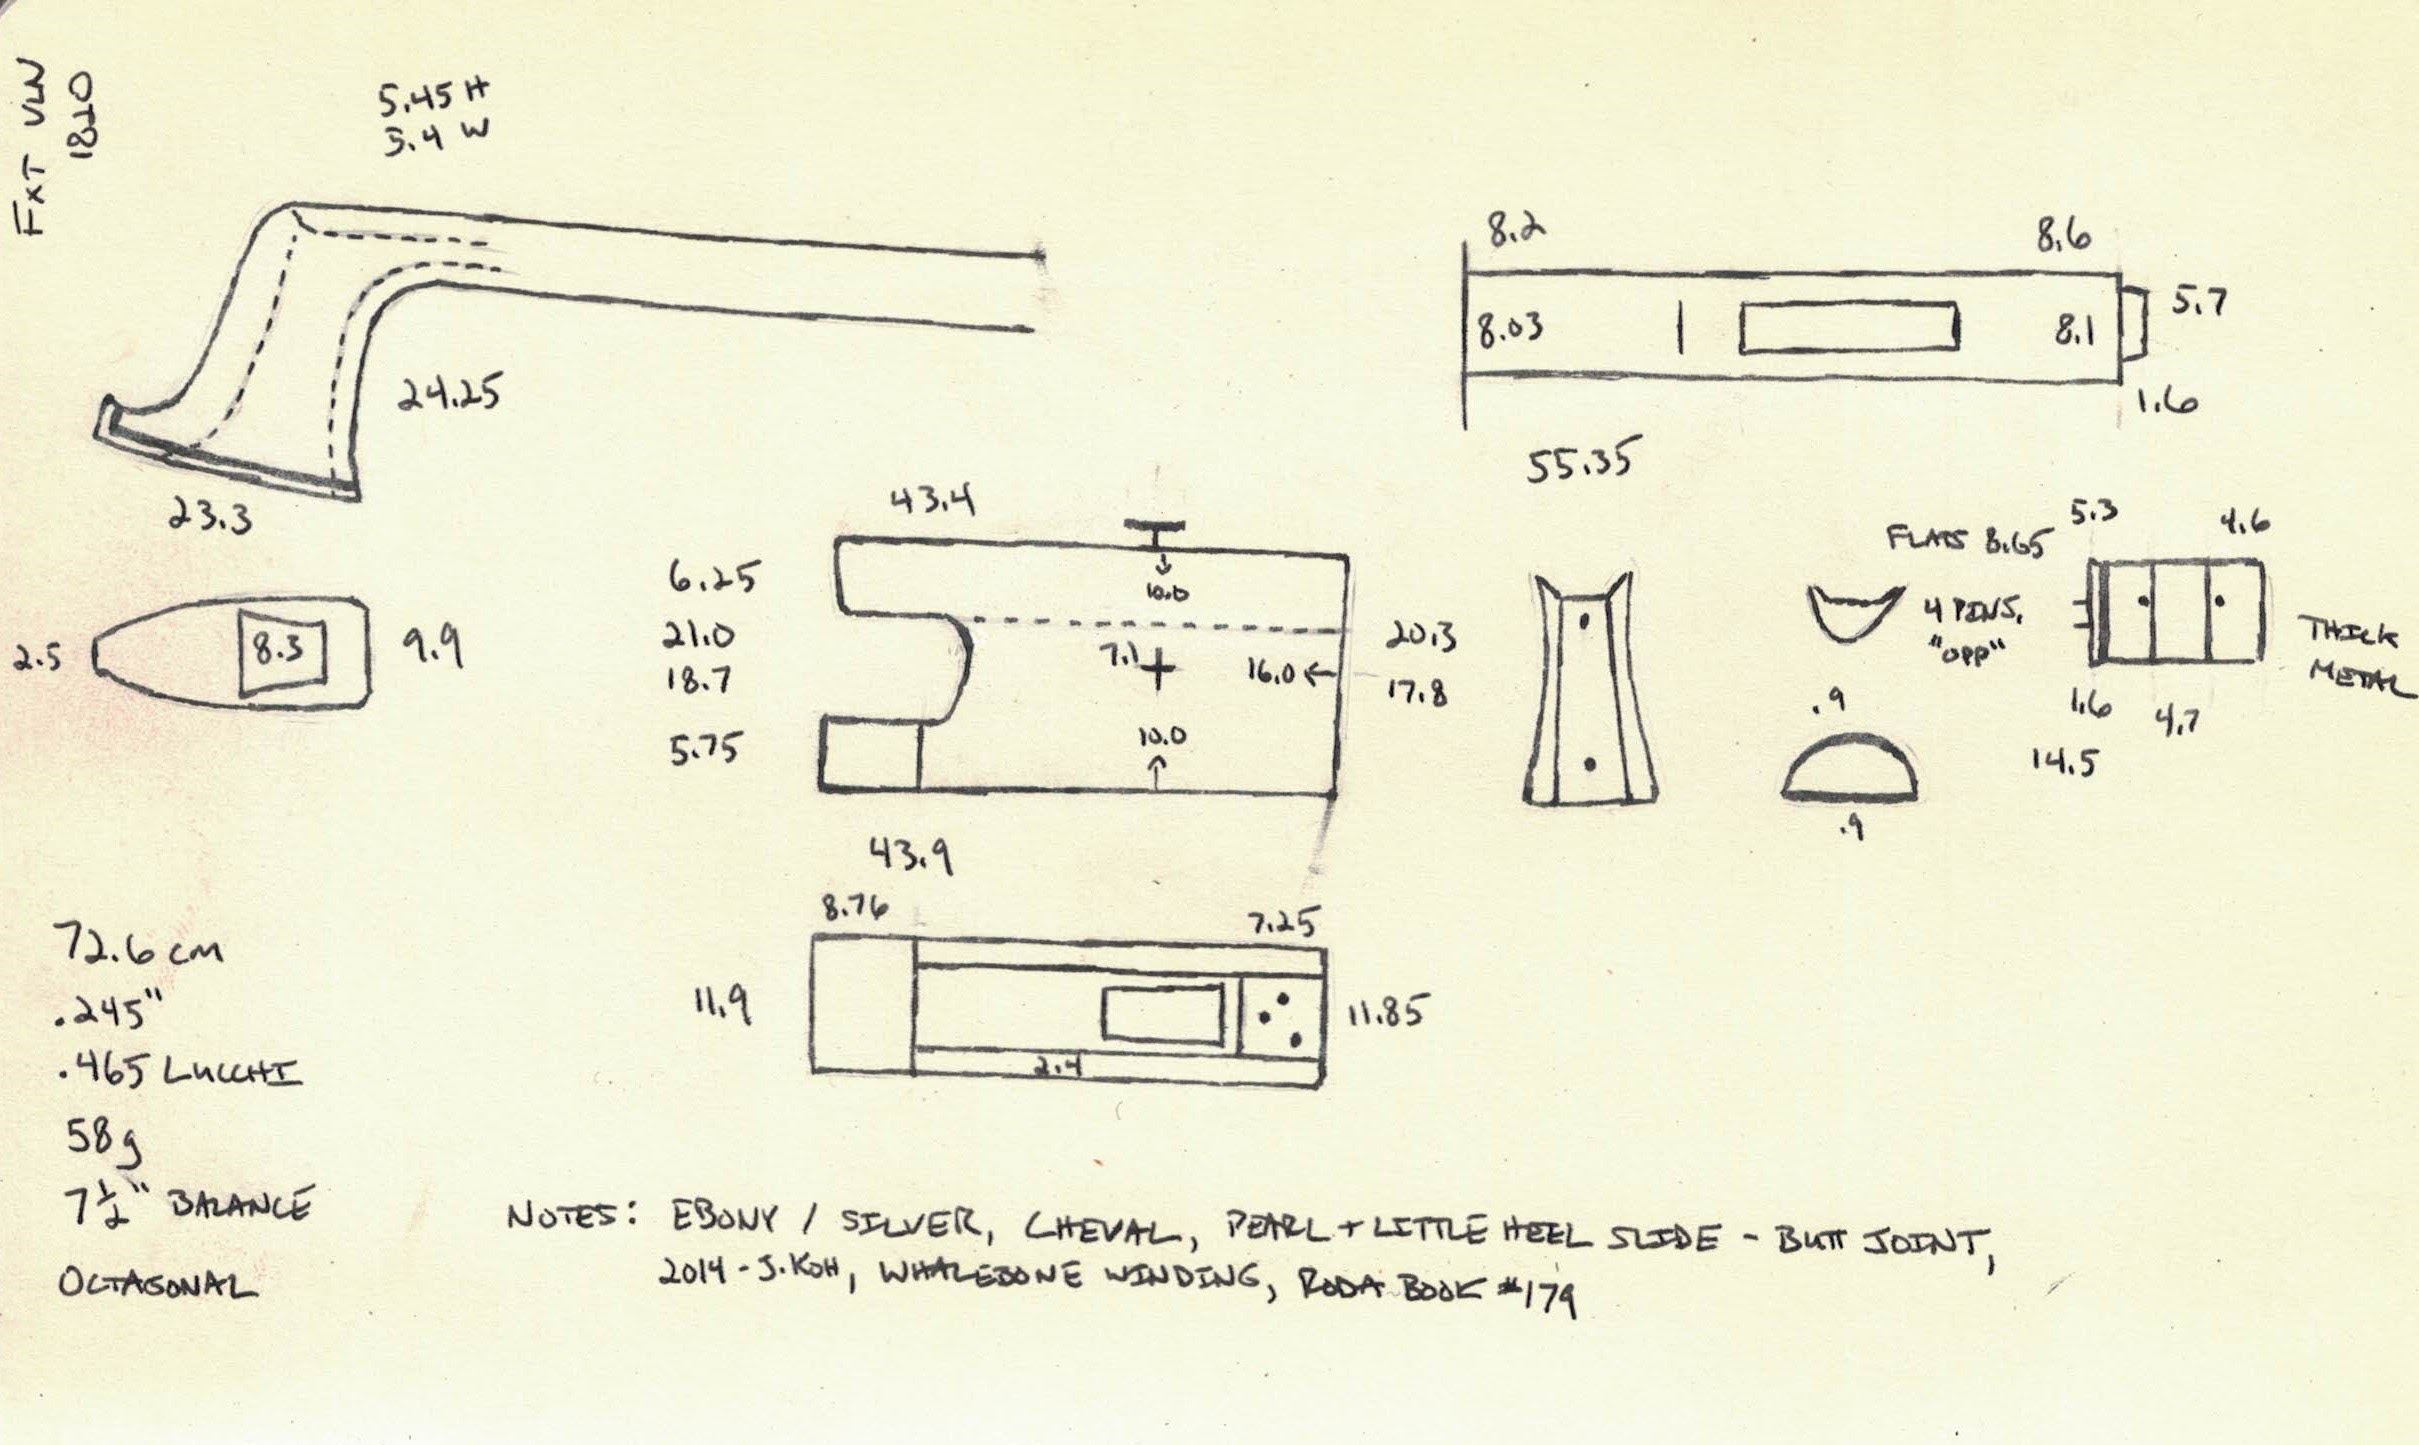 FXT VLN
1820
5.45 H
5.4 W
24.25
23.3
2.5
8.3
9.9
8.2
8.6
8.03
8.1
5.7
1.6
55.35
43.4
6.25
21.0
18.7
5.75
10.0
7.1
16.0
10.0
20.3
17.8
43.9
FLATS 8.65
4 PINS,
"OPP"
.9
.9
5.3
4.6
THICK
METAL
1.6
4.7
14.5
8.76
7.25
11.9
11.85
2.4
72.6 cm
.245"
.465 LUCCHI
58g
7½" BALANCE
OCTAGONAL
NOTES: EBONY / SILVER, CHEVAL, PEARL + LITTLE HEEL SLIDE - BUTT JOINT,
2014 - J. KOH, WHALEBONE WINDING, RODA BOOK #179